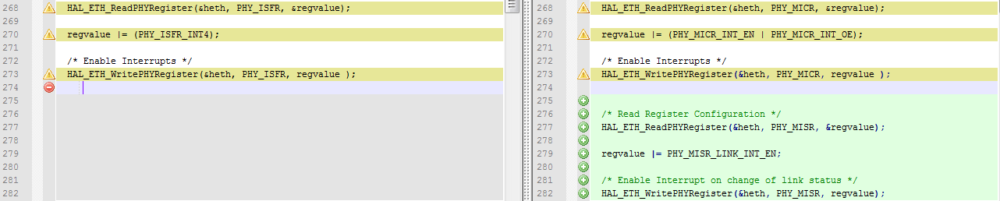 268 HAL_ETH_ReadPHYRegister(&heth, PHY_ISFR, &regvalue);
269
270 regvalue |= (PHY_ISFR_INT4);
271
272 /* Enable Interrupts */
273 HAL_ETH_WritePHYRegister(&heth, PHY_ISFR, regvalue );
274
275
276
277
278
279
280
281
282
268 HAL_ETH_ReadPHYRegister(&heth, PHY_MICR, &regvalue);
269
270 regvalue |= (PHY_MICR_INT_EN | PHY_MICR_INT_OE);
271
272 /* Enable Interrupts */
273 HAL_ETH_WritePHYRegister(&heth, PHY_MICR, regvalue );
274
275
276 /* Read Register Configuration */
277 HAL_ETH_ReadPHYRegister(&heth, PHY_MISR, &regvalue);
278
279 regvalue |= PHY_MISR_LINK_INT_EN;
280
281 /* Enable Interrupt on change of link status */
282 HAL_ETH_WritePHYRegister(&heth, PHY_MISR, regvalue);